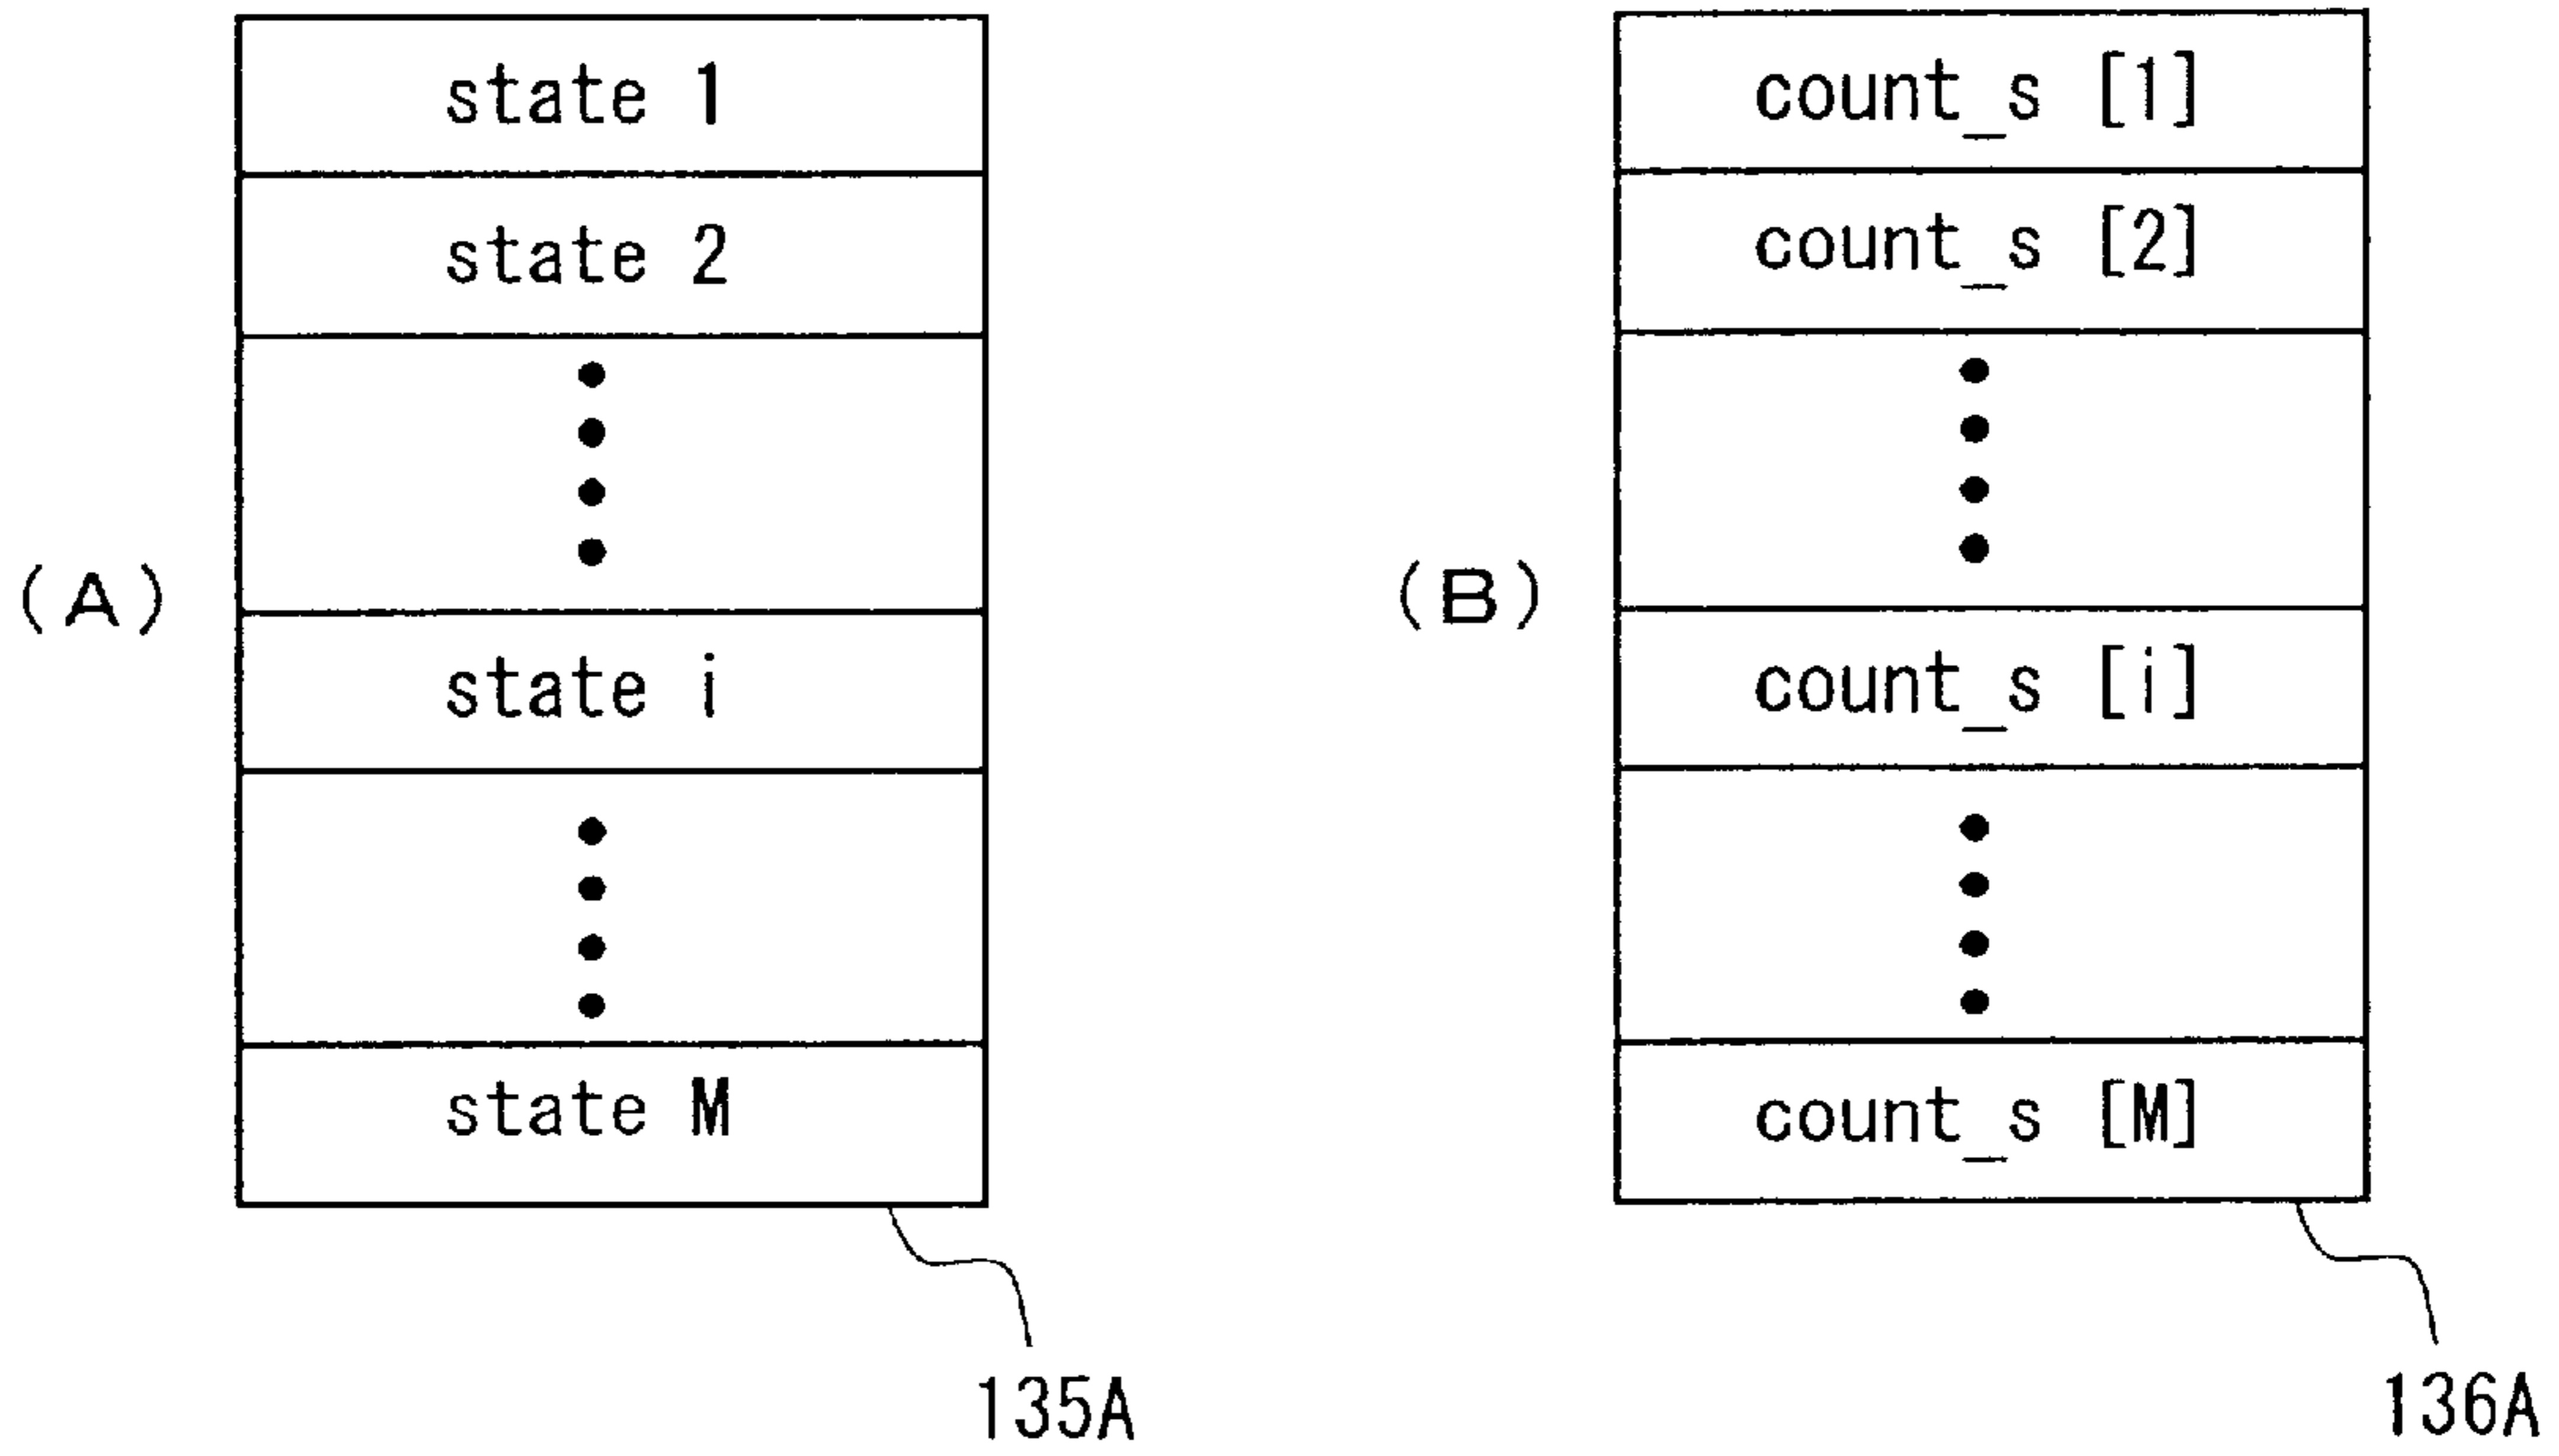 (A)
state 1
state 2
state i
state M
135A
(B)
count_s [1]
count_s [2]
count_s [i]
count_s [M]
136A